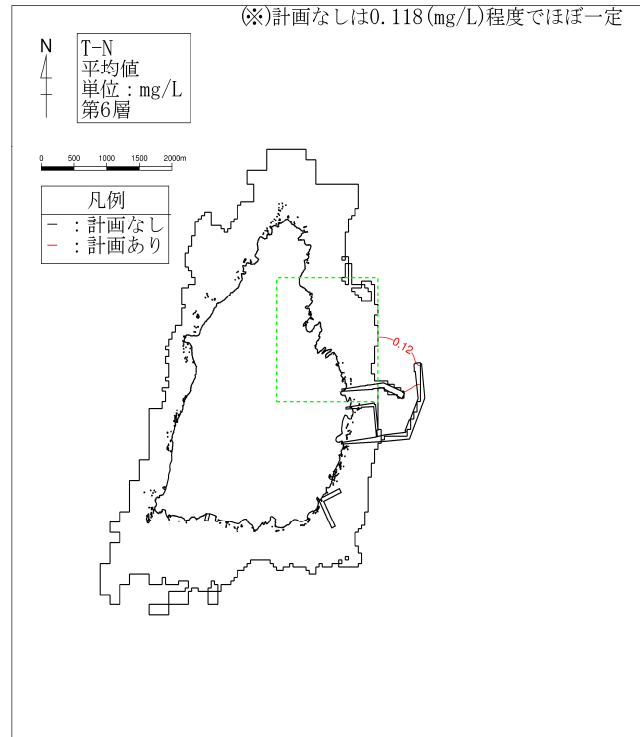 (※)計画なしは0.118(mg/L)程度でほぼ一定
N
T-N
平均値
単位：mg/L
第6層
0 500 1000 1500 2000m
凡例
－ ：計画なし
－ ：計画あり
0.12